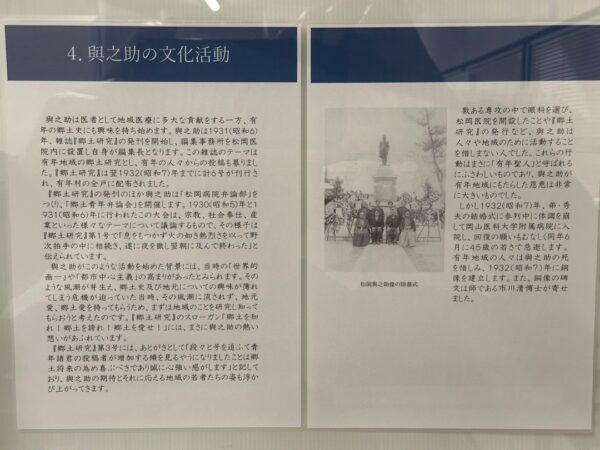 4. 與之助の文化活動
與之助は医者として地域医療に多大な貢献をする一方、有
年の郷土史にも興味を持ち始めます。與之助は1931(昭和6)
年、雑誌『郷土研究』の発刊を開始し、編集事務所を松岡医
院内に設置し自身が編集長となります。この雑誌のテーマは
有年地域の郷土研究とし、有年の人々からの投稿も募りまし
た。『郷土研究』は翌1932(昭和7)年までに計6号が刊行さ
れ、有年村の全戸に配布されました。
『郷土研究』の発刊のほか與之助は「松岡病院弁論部」を
つくり、「郷土青年弁論会」を開催します。1930(昭和5)年と1
931(昭和6)年に行われたこの大会は、宗教、社会奉仕、産
業といった様々なテーマについて議論するもので、その様子は
『郷土研究』第1号で「息をもつかず火の如き熱烈さを以って野
次拍手の中に相続き、遂に夜を徹し翌朝に及んで終わった」と
伝えられています。
與之助がこのような活動を始めた背景には、当時の「世界的
画一」や「都市中心主義」の高まりがあったとみられます。その
ような風潮が芽生え、郷土史及び地元についての興味が薄れ
てしまう危機が迫っていた当時、その風潮に流されず、地元
愛、郷土愛を持ってもらうため、まずは地域のことを研究し知っ
てもらおうと考えたのです。『郷土研究』のスローガン「郷土を知
れ！郷土を誇れ！郷土を愛せ！」には、まさに與之助の熱い
想いがあふれています。
『郷土研究』第3号には、あとがきとして「段々と号を追ふて青
年諸君の投稿者が増加する傾を見るやうになりましたことは郷
土将来の為め喜ぶべきであり誠に心強い感がします」と記して
おり、與之助の期待とそれに応える地域の若者たちの姿も浮か
び上がってきます。
松岡與之助像の除幕式
数ある専攻の中で眼科を選び、
松岡医院を開設したことや『郷土
研究』の発行など、與之助は
人々や地域のために活動すること
を惜しまない人でした。これらの行
動はまさに「有年聖人」と呼ばれる
にふさわしいものであり、與之助が
有年地域にもたらした恩恵は非常
に大きいものでした。
しかし1932(昭和7)年、弟・秀
夫の結婚式に参列中に体調を崩
して岡山医科大学附属病院に入
院し、回復の願いもむなしく同年6
月に45歳の若さで急逝します。
有年地域の人々は與之助の死
を惜しみ、1932(昭和7)年に銅
像を建立します。また、銅像の碑
文は師である市川清博士が寄せ
ました。